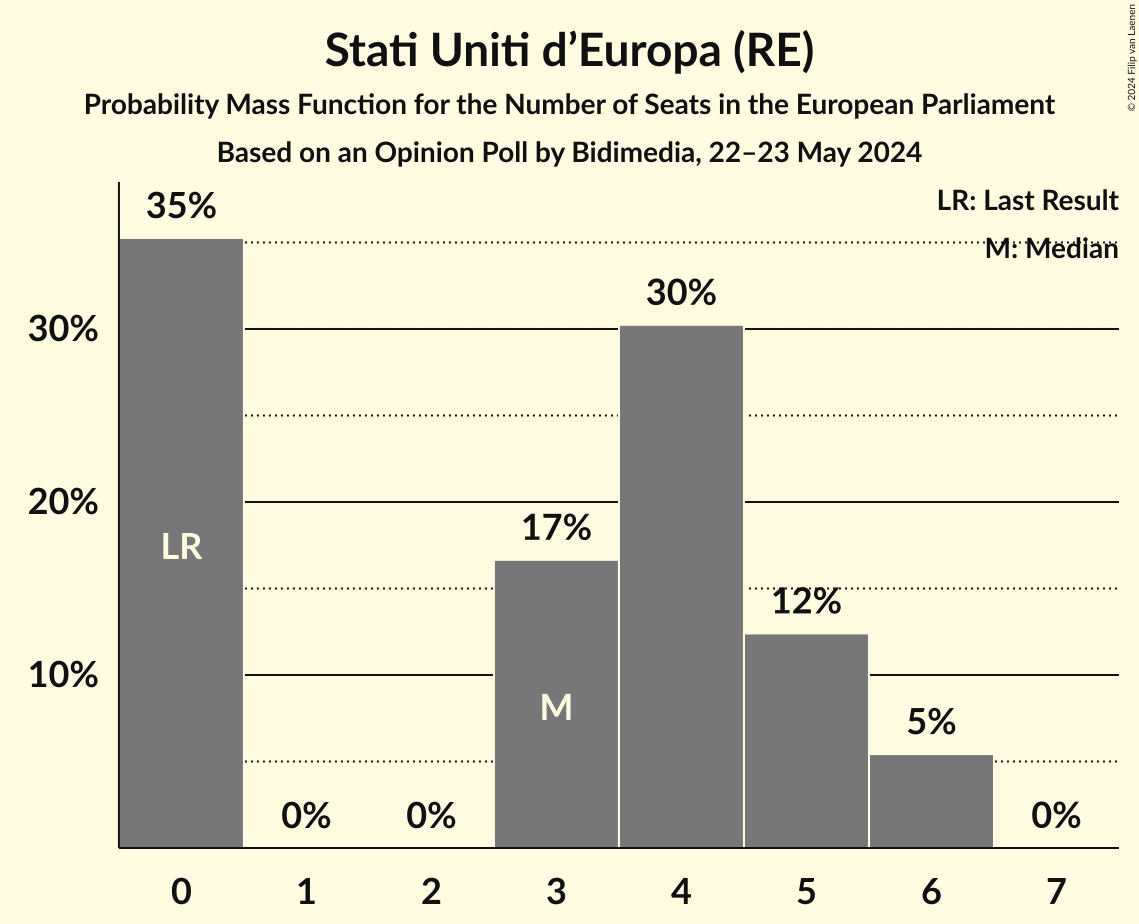 Stati Uniti d’Europa (RE)
Probability Mass Function for the Number of Seats in the European Parliament
Based on an Opinion Poll by Bidimedia, 22–23 May 2024
© 2024 Filip van Laenen
LR: Last Result
M: Median
35%
30%
30%
20%
17%
12%
LR
10%
M
5%
0%
0%
0%
0
1
2
3
4
5
6
7